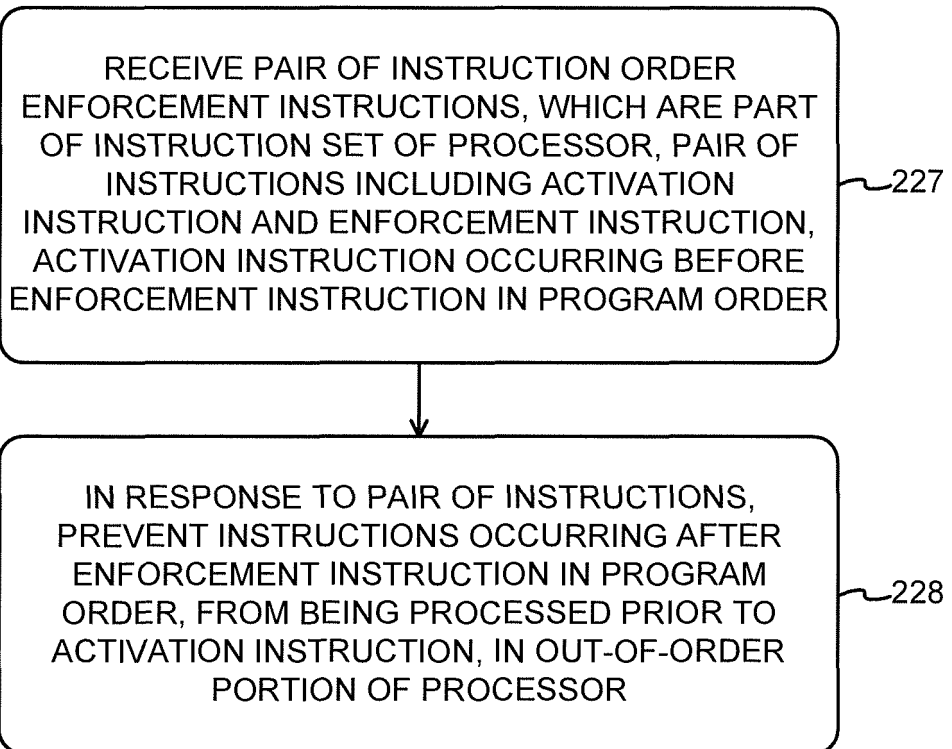 RECEIVE PAIR OF INSTRUCTION ORDER
ENFORCEMENT INSTRUCTIONS, WHICH ARE PART
OF INSTRUCTION SET OF PROCESSOR, PAIR OF
INSTRUCTIONS INCLUDING ACTIVATION
INSTRUCTION AND ENFORCEMENT INSTRUCTION,
ACTIVATION INSTRUCTION OCCURRING BEFORE
ENFORCEMENT INSTRUCTION IN PROGRAM ORDER
227
IN RESPONSE TO PAIR OF INSTRUCTIONS,
PREVENT INSTRUCTIONS OCCURRING AFTER
ENFORCEMENT INSTRUCTION IN PROGRAM
ORDER, FROM BEING PROCESSED PRIOR TO
ACTIVATION INSTRUCTION, IN OUT-OF-ORDER
PORTION OF PROCESSOR
228